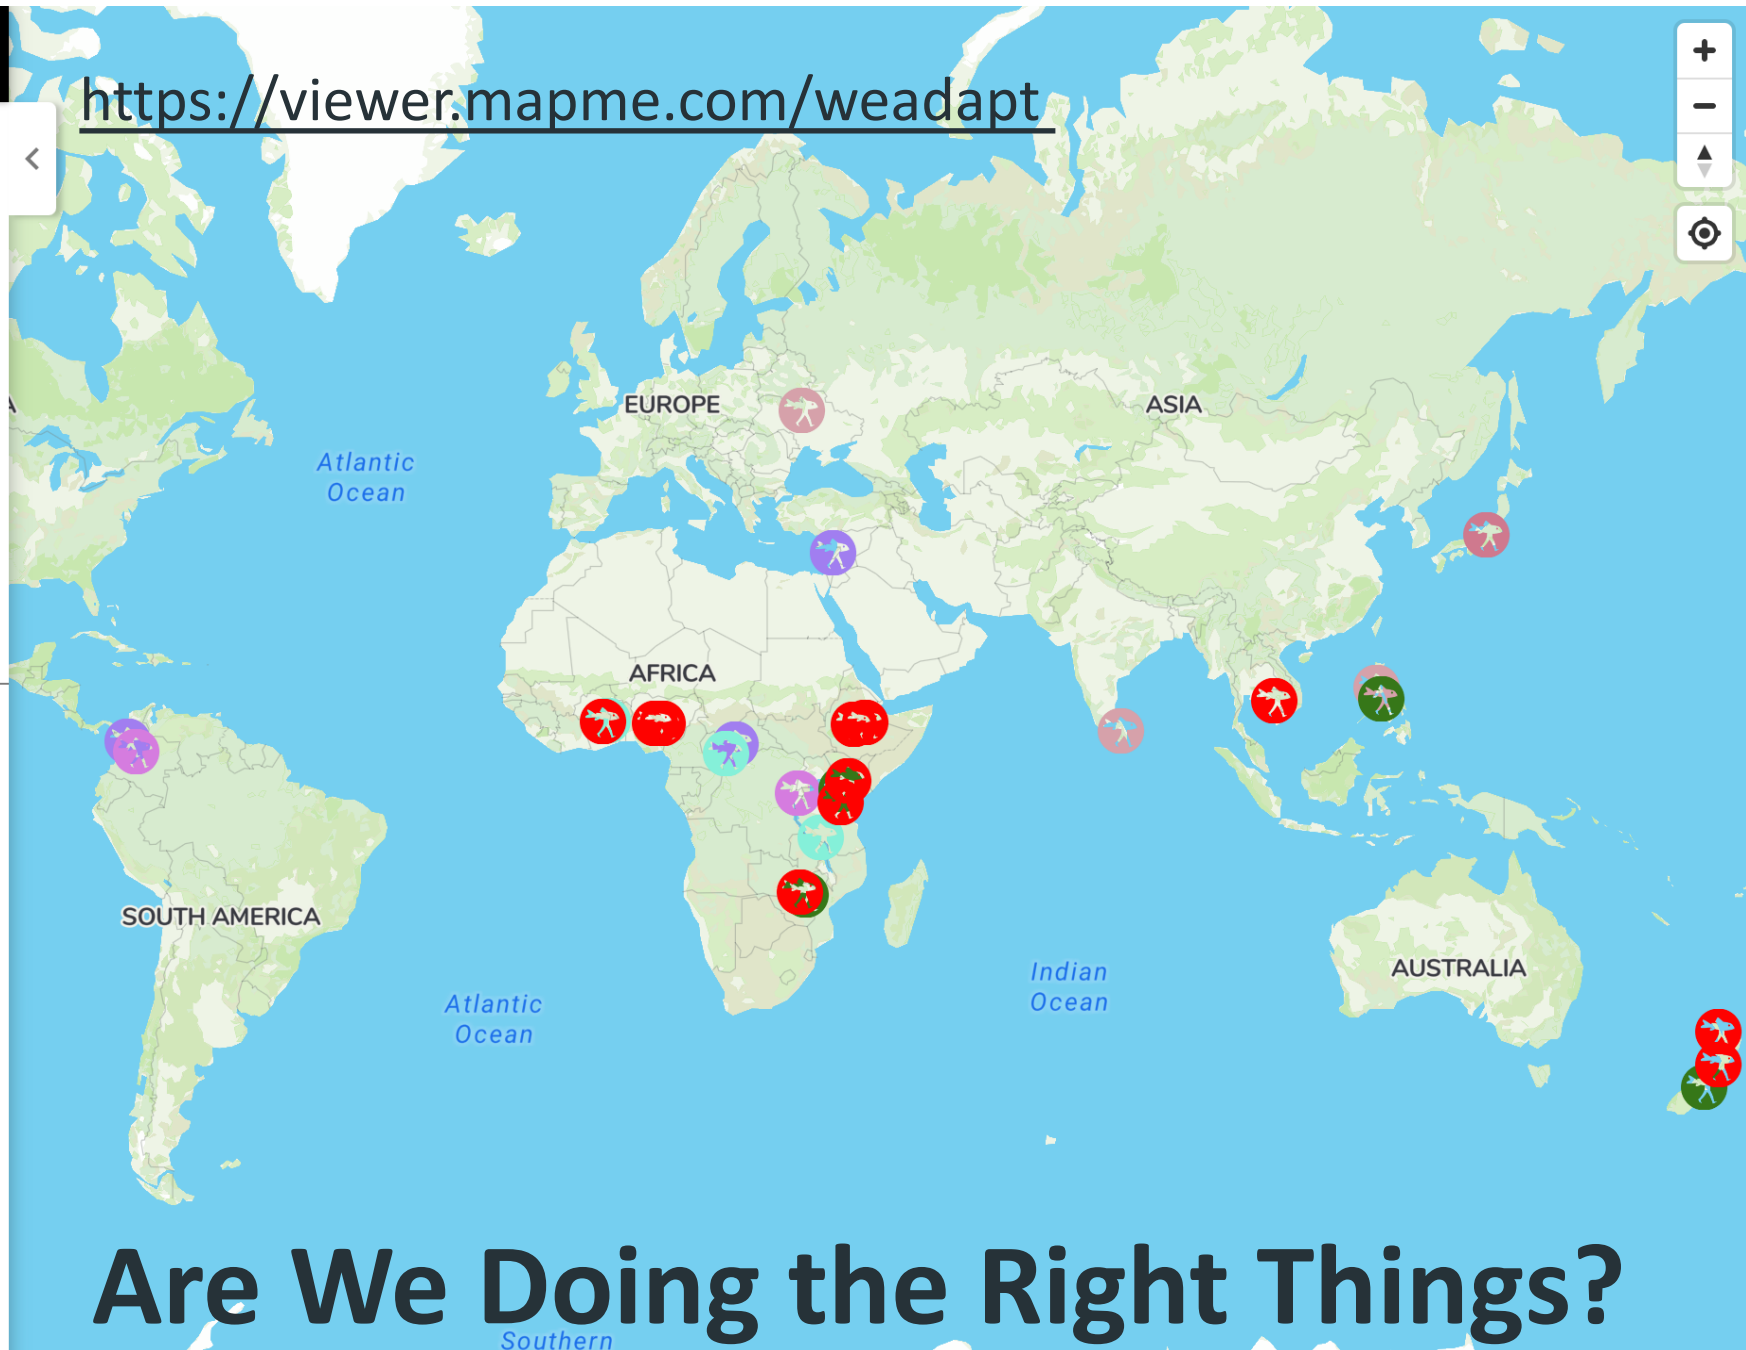 https://viewer.mapme.com/weadapt
EUROPE
ASIA
Atlantic
Ocean
AFRICA
SOUTH AMERICA
Indian
Ocean
AUSTRALIA
Atlantic
Ocean
Are We Doing the Right Things?
Southern